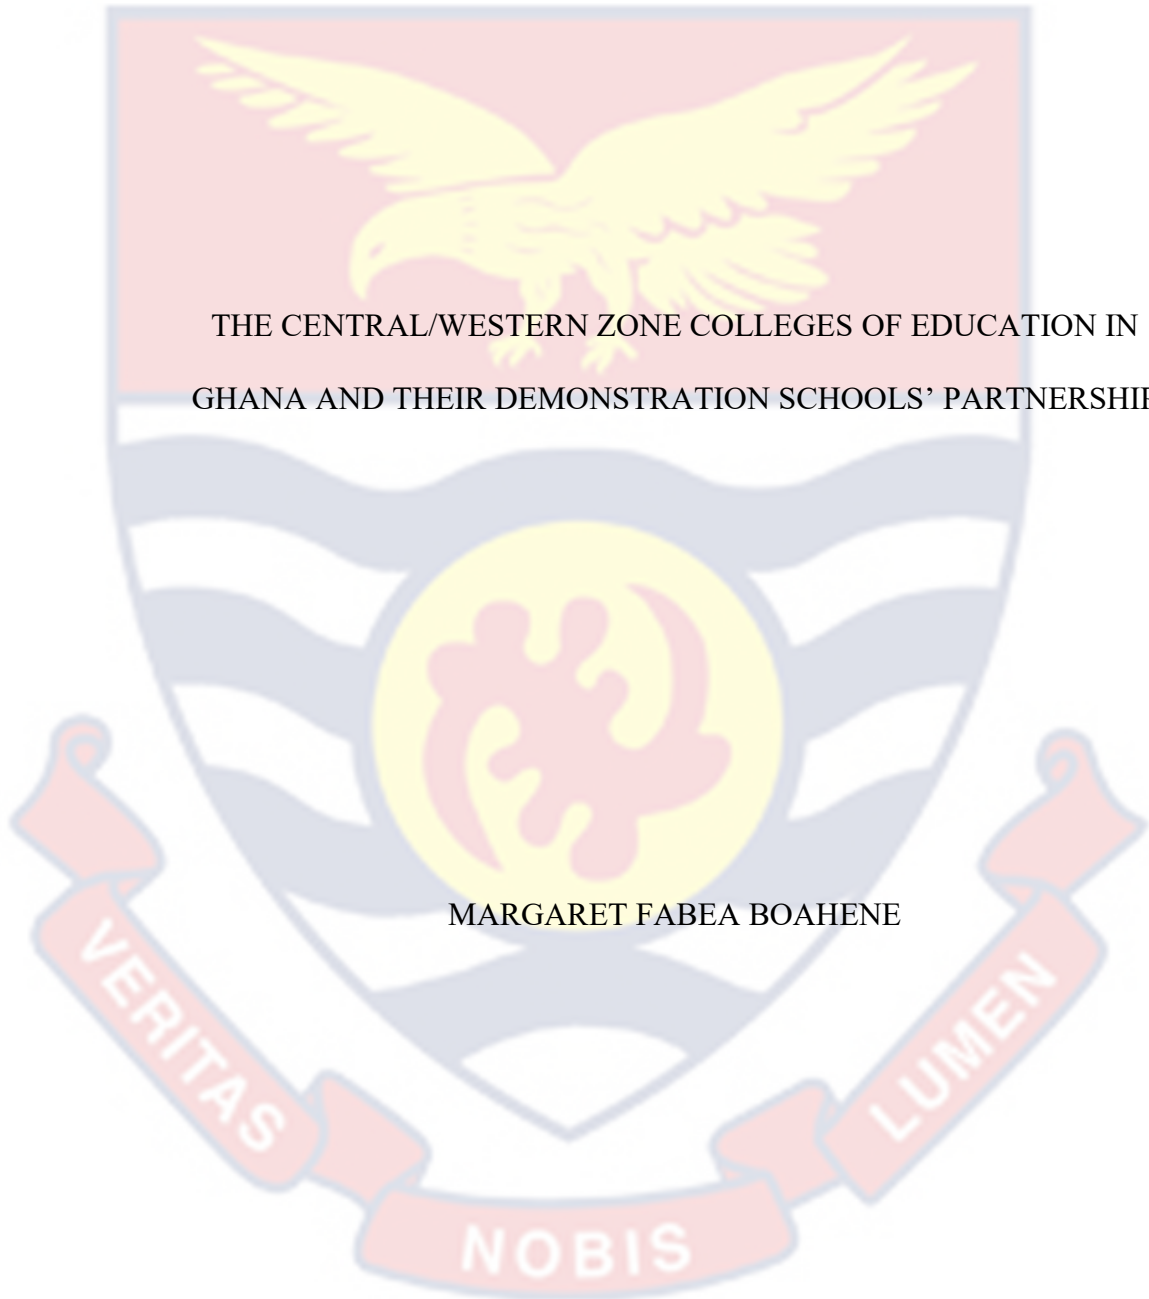 THE CENTRAL/WESTERN ZONE COLLEGES OF EDUCATION IN
GHANA AND THEIR DEMONSTRATION SCHOOLS’ PARTNERSHIP
MARGARET FABEA BOAHENE
VERITAS
NOBIS
LUMEN